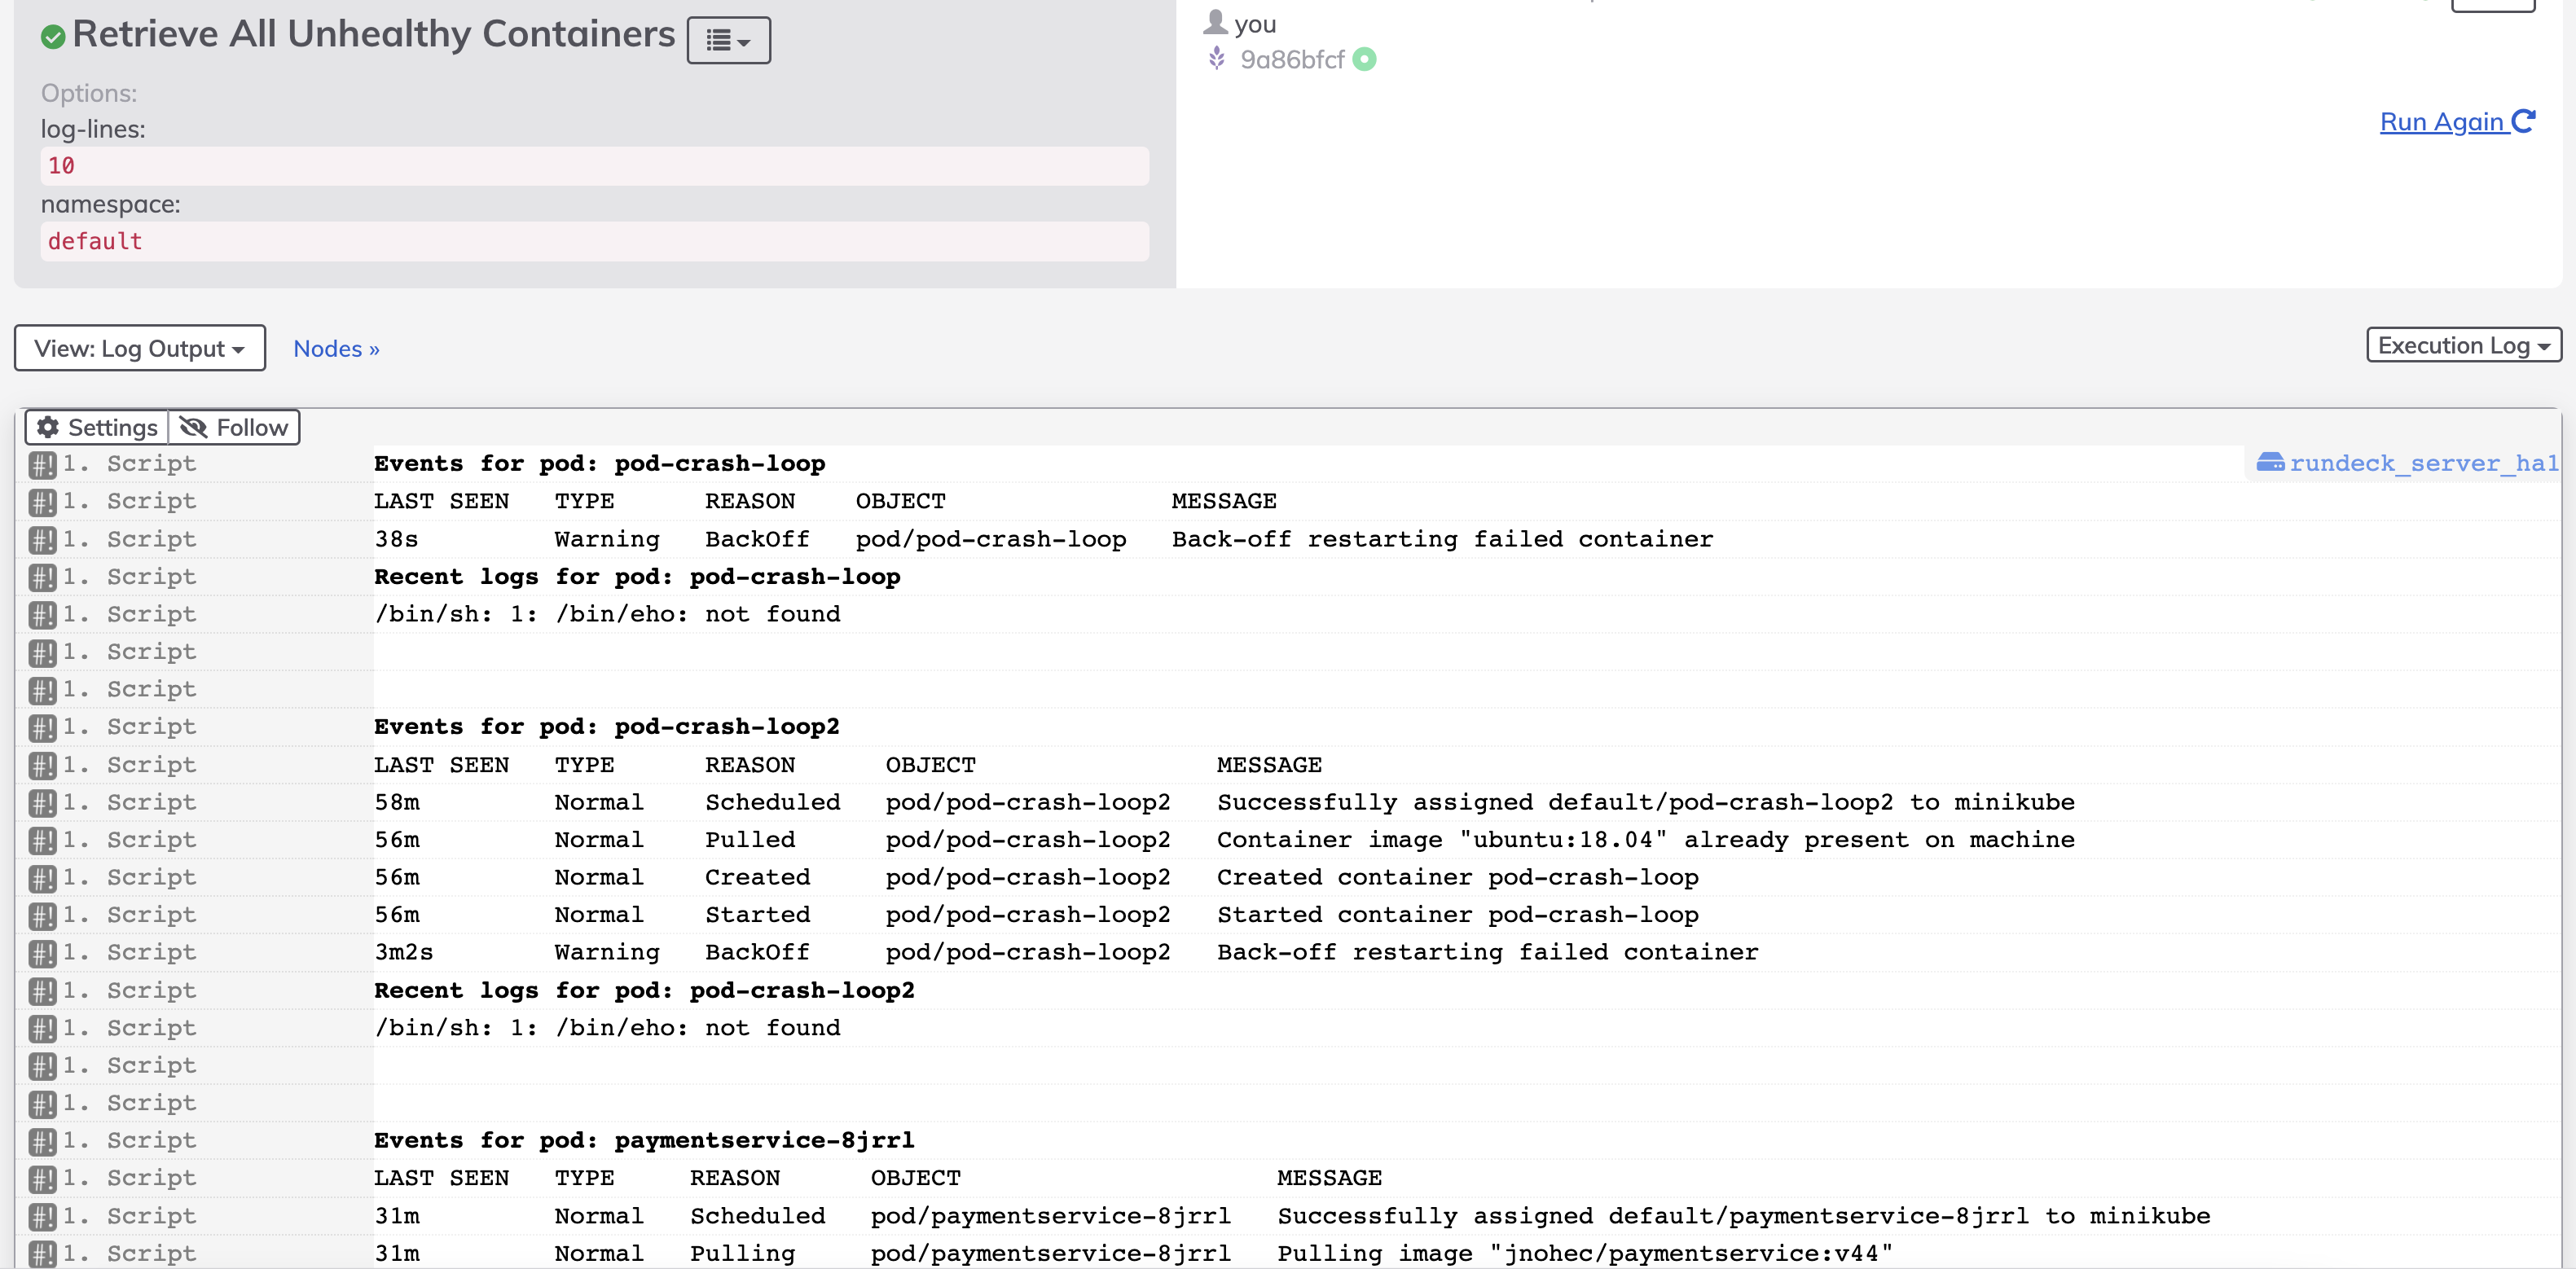 Retrieve All Unhealthy Containers
Options:
log-lines:
10
namespace:
default
you
9a86bfcf
Run Again
View: Log Output
Nodes »
Execution Log
Settings Follow
#! 1. Script Events for pod: pod-crash-loop rundeck_server_ha1
#! 1. Script LAST SEEN TYPE REASON OBJECT MESSAGE
#! 1. Script 38s Warning BackOff pod/pod-crash-loop Back-off restarting failed container
#! 1. Script Recent logs for pod: pod-crash-loop
#! 1. Script /bin/sh: 1: /bin/eho: not found
#! 1. Script
#! 1. Script
#! 1. Script Events for pod: pod-crash-loop2
#! 1. Script LAST SEEN TYPE REASON OBJECT MESSAGE
#! 1. Script 58m Normal Scheduled pod/pod-crash-loop2 Successfully assigned default/pod-crash-loop2 to minikube
#! 1. Script 56m Normal Pulled pod/pod-crash-loop2 Container image "ubuntu:18.04" already present on machine
#! 1. Script 56m Normal Created pod/pod-crash-loop2 Created container pod-crash-loop
#! 1. Script 56m Normal Started pod/pod-crash-loop2 Started container pod-crash-loop
#! 1. Script 3m2s Warning BackOff pod/pod-crash-loop2 Back-off restarting failed container
#! 1. Script Recent logs for pod: pod-crash-loop2
#! 1. Script /bin/sh: 1: /bin/eho: not found
#! 1. Script
#! 1. Script
#! 1. Script Events for pod: paymentservice-8jrrl
#! 1. Script LAST SEEN TYPE REASON OBJECT MESSAGE
#! 1. Script 31m Normal Scheduled pod/paymentservice-8jrrl Successfully assigned default/paymentservice-8jrrl to minikube
#! 1. Script 31m Normal Pulling pod/paymentservice-8jrrl Pulling image "jnohec/paymentservice:v44"